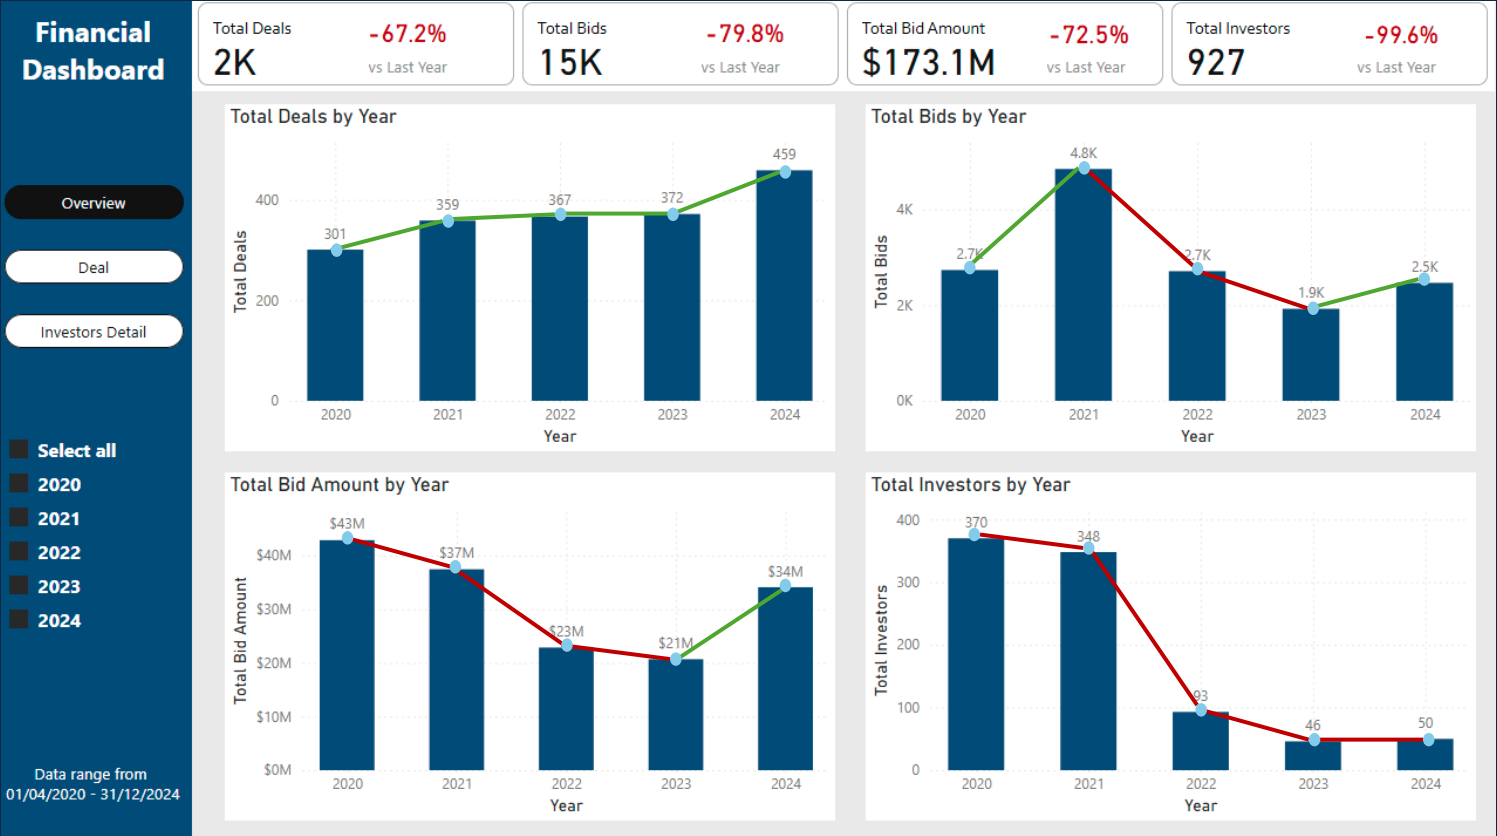 Financial
Dashboard
Overview
Deal
Investors Detail
Select all
2020
2021
2022
2023
2024
Data range from
01/04/2020 - 31/12/2024
Total Deals
2K
-67.2%
vs Last Year
Total Bids
15K
-79.8%
vs Last Year
Total Bid Amount
$173.1M
-72.5%
vs Last Year
Total Investors
927
-99.6%
vs Last Year
Total Deals by Year
Total Deals
400
200
0
301
359
367
372
459
2020 2021 2022 2023 2024
Year
Total Bids by Year
Total Bids
4K
2K
0K
2.7K
4.8K
2.7K
1.9K
2.5K
2020 2021 2022 2023 2024
Year
Total Bid Amount by Year
Total Bid Amount
$40M
$30M
$20M
$10M
$0M
$43M
$37M
$23M
$21M
$34M
2020 2021 2022 2023 2024
Year
Total Investors by Year
Total Investors
400
300
200
100
0
370
348
93
46
50
2020 2021 2022 2023 2024
Year